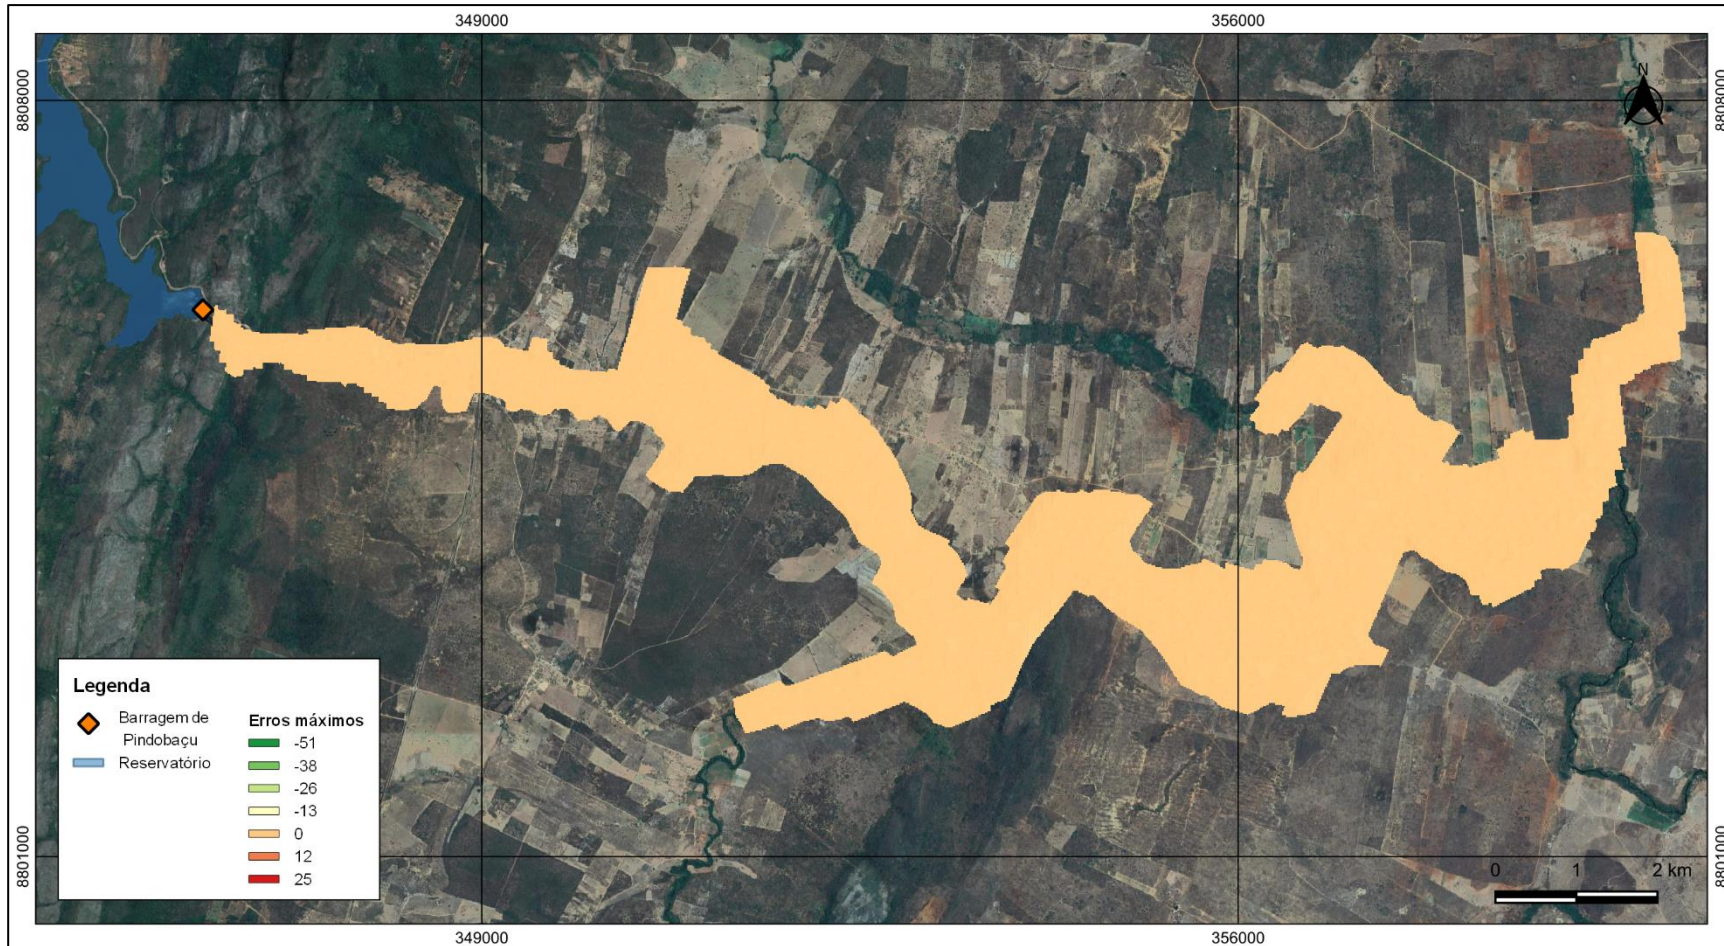 349000
356000
8808000
8808000
N
Legenda
Barragem de
Pindobaçu
Reservatório
Erros máximos
-51
-38
-26
-13
0
12
25
8801000
8801000
0 1 2 km
349000
356000